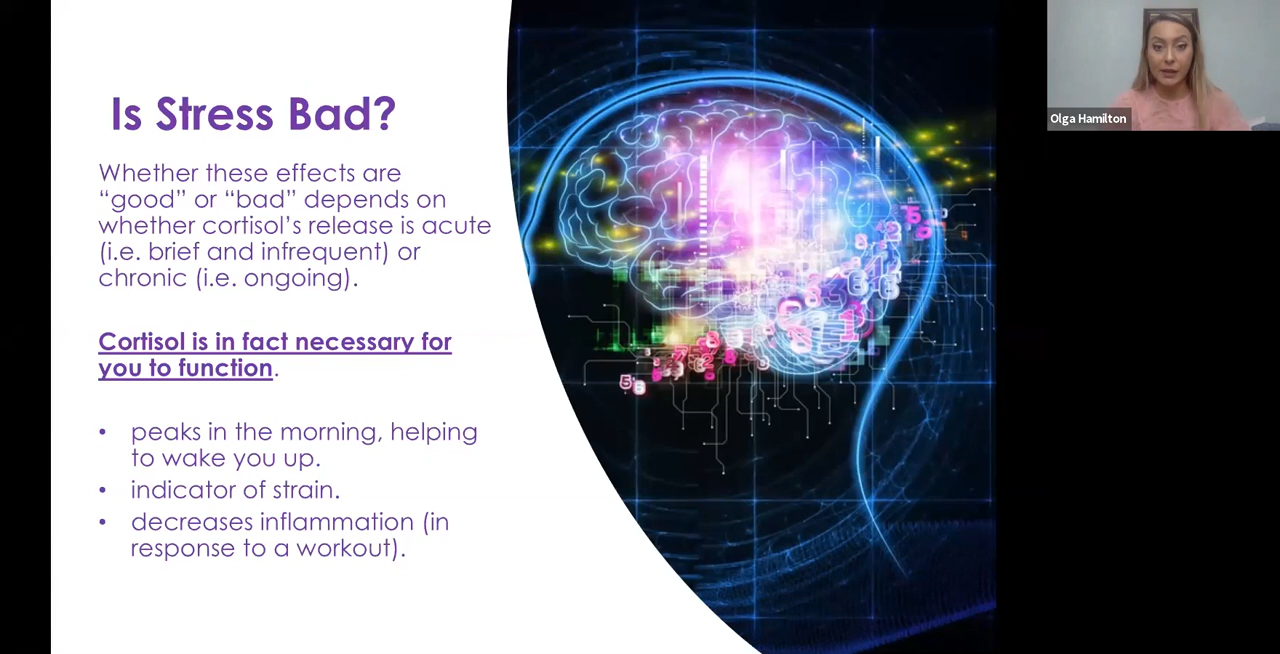 Is Stress Bad?
Whether these effects are
“good” or “bad” depends on
whether cortisol’s release is acute
(i.e. brief and infrequent) or
chronic (i.e. ongoing).
Cortisol is in fact necessary for
you to function.
• peaks in the morning, helping
to wake you up.
• indicator of strain.
• decreases inflammation (in
response to a workout).
Olga Hamilton